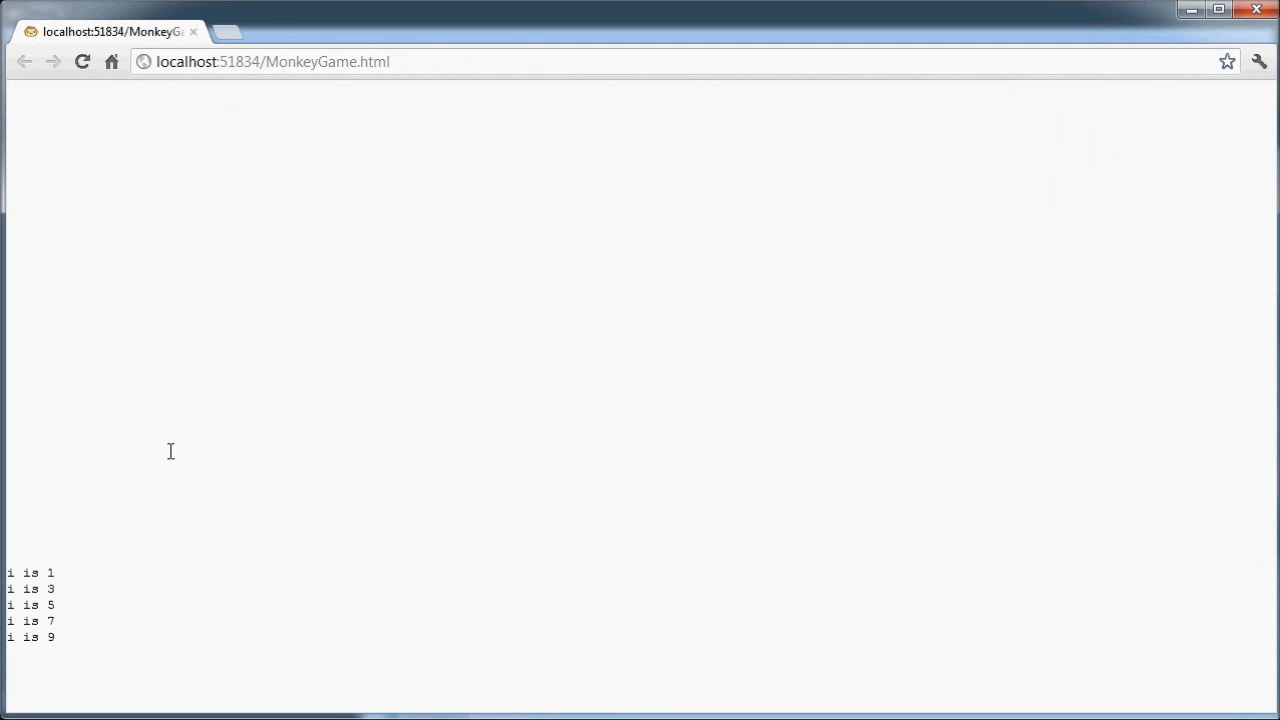 localhost:51834/MonkeyGa
localhost:51834/MonkeyGame.html
i is 1
i is 3
i is 5
i is 7
i is 9